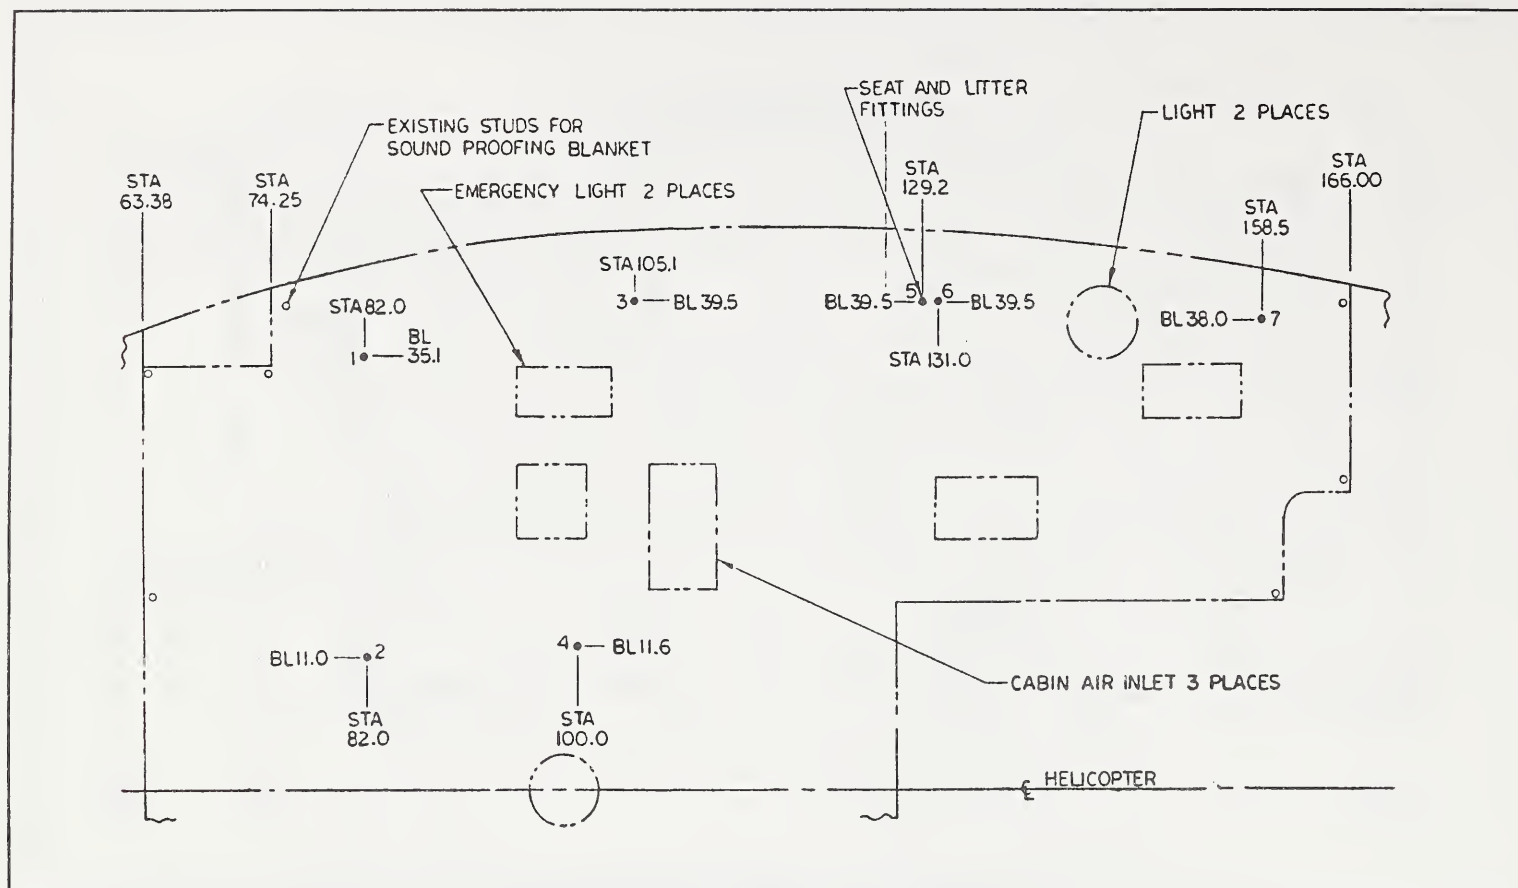 SEAT AND LITTER
FITTINGS
LIGHT 2 PLACES
EXISTING STUDS FOR
SOUND PROOFING BLANKET
EMERGENCY LIGHT 2 PLACES
STA
63.38
STA
74.25
STA
129.2
STA
166.00
STA
158.5
STA 105.1
3 BL 39.5
BL 39.5 5
6 BL 39.5
STA 82.0
BL 38.0 7
1 BL
35.1
STA 131.0
BL 11.0 2
4 BL 11.6
CABIN AIR INLET 3 PLACES
STA
82.0
STA
100.0
℄ HELICOPTER